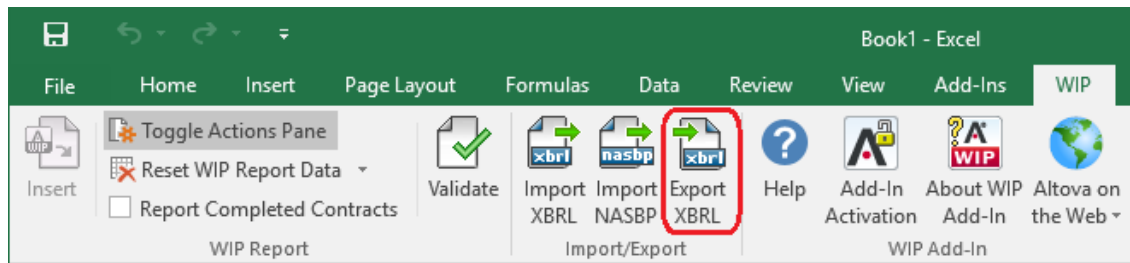 Book1 - Excel
File Home Insert Page Layout Formulas Data Review View Add-Ins WIP
A
WIP
Insert
Toggle Actions Pane
Reset WIP Report Data
Report Completed Contracts
WIP Report
Validate
xbrl
Import
XBRL
nasbp
Import
NASBP
xbrl
Export
XBRL
Import/Export
?
Help
A
Add-In
Activation
?A
WIP
About WIP
Add-In
Altova on
the Web
WIP Add-In